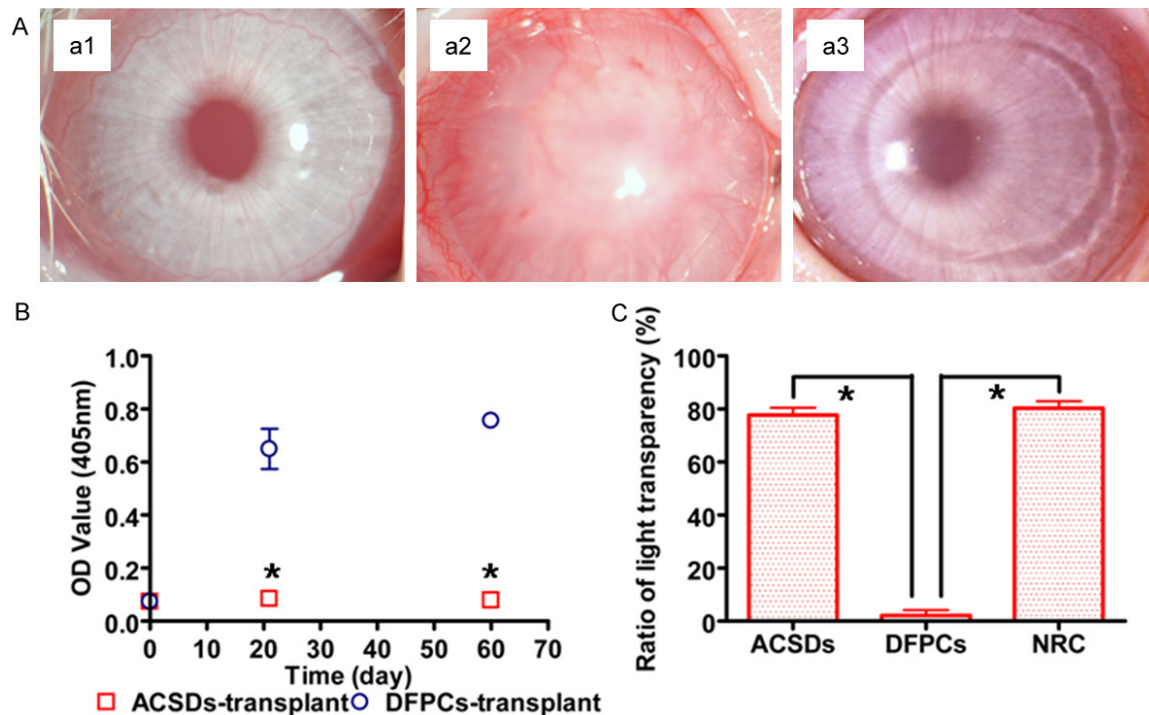 A
a1
a2
a3
B
OD Value (405nm)
1.0
0.8
0.6
0.4
0.2
0.0
*
*
0 10 20 30 40 50 60 70
Time (day)
ACSDs-transplant DFPCs-transplant
C
Ratio of light transparency (%)
100
80
60
40
20
0
*
*
ACSDs DFPCs NRC